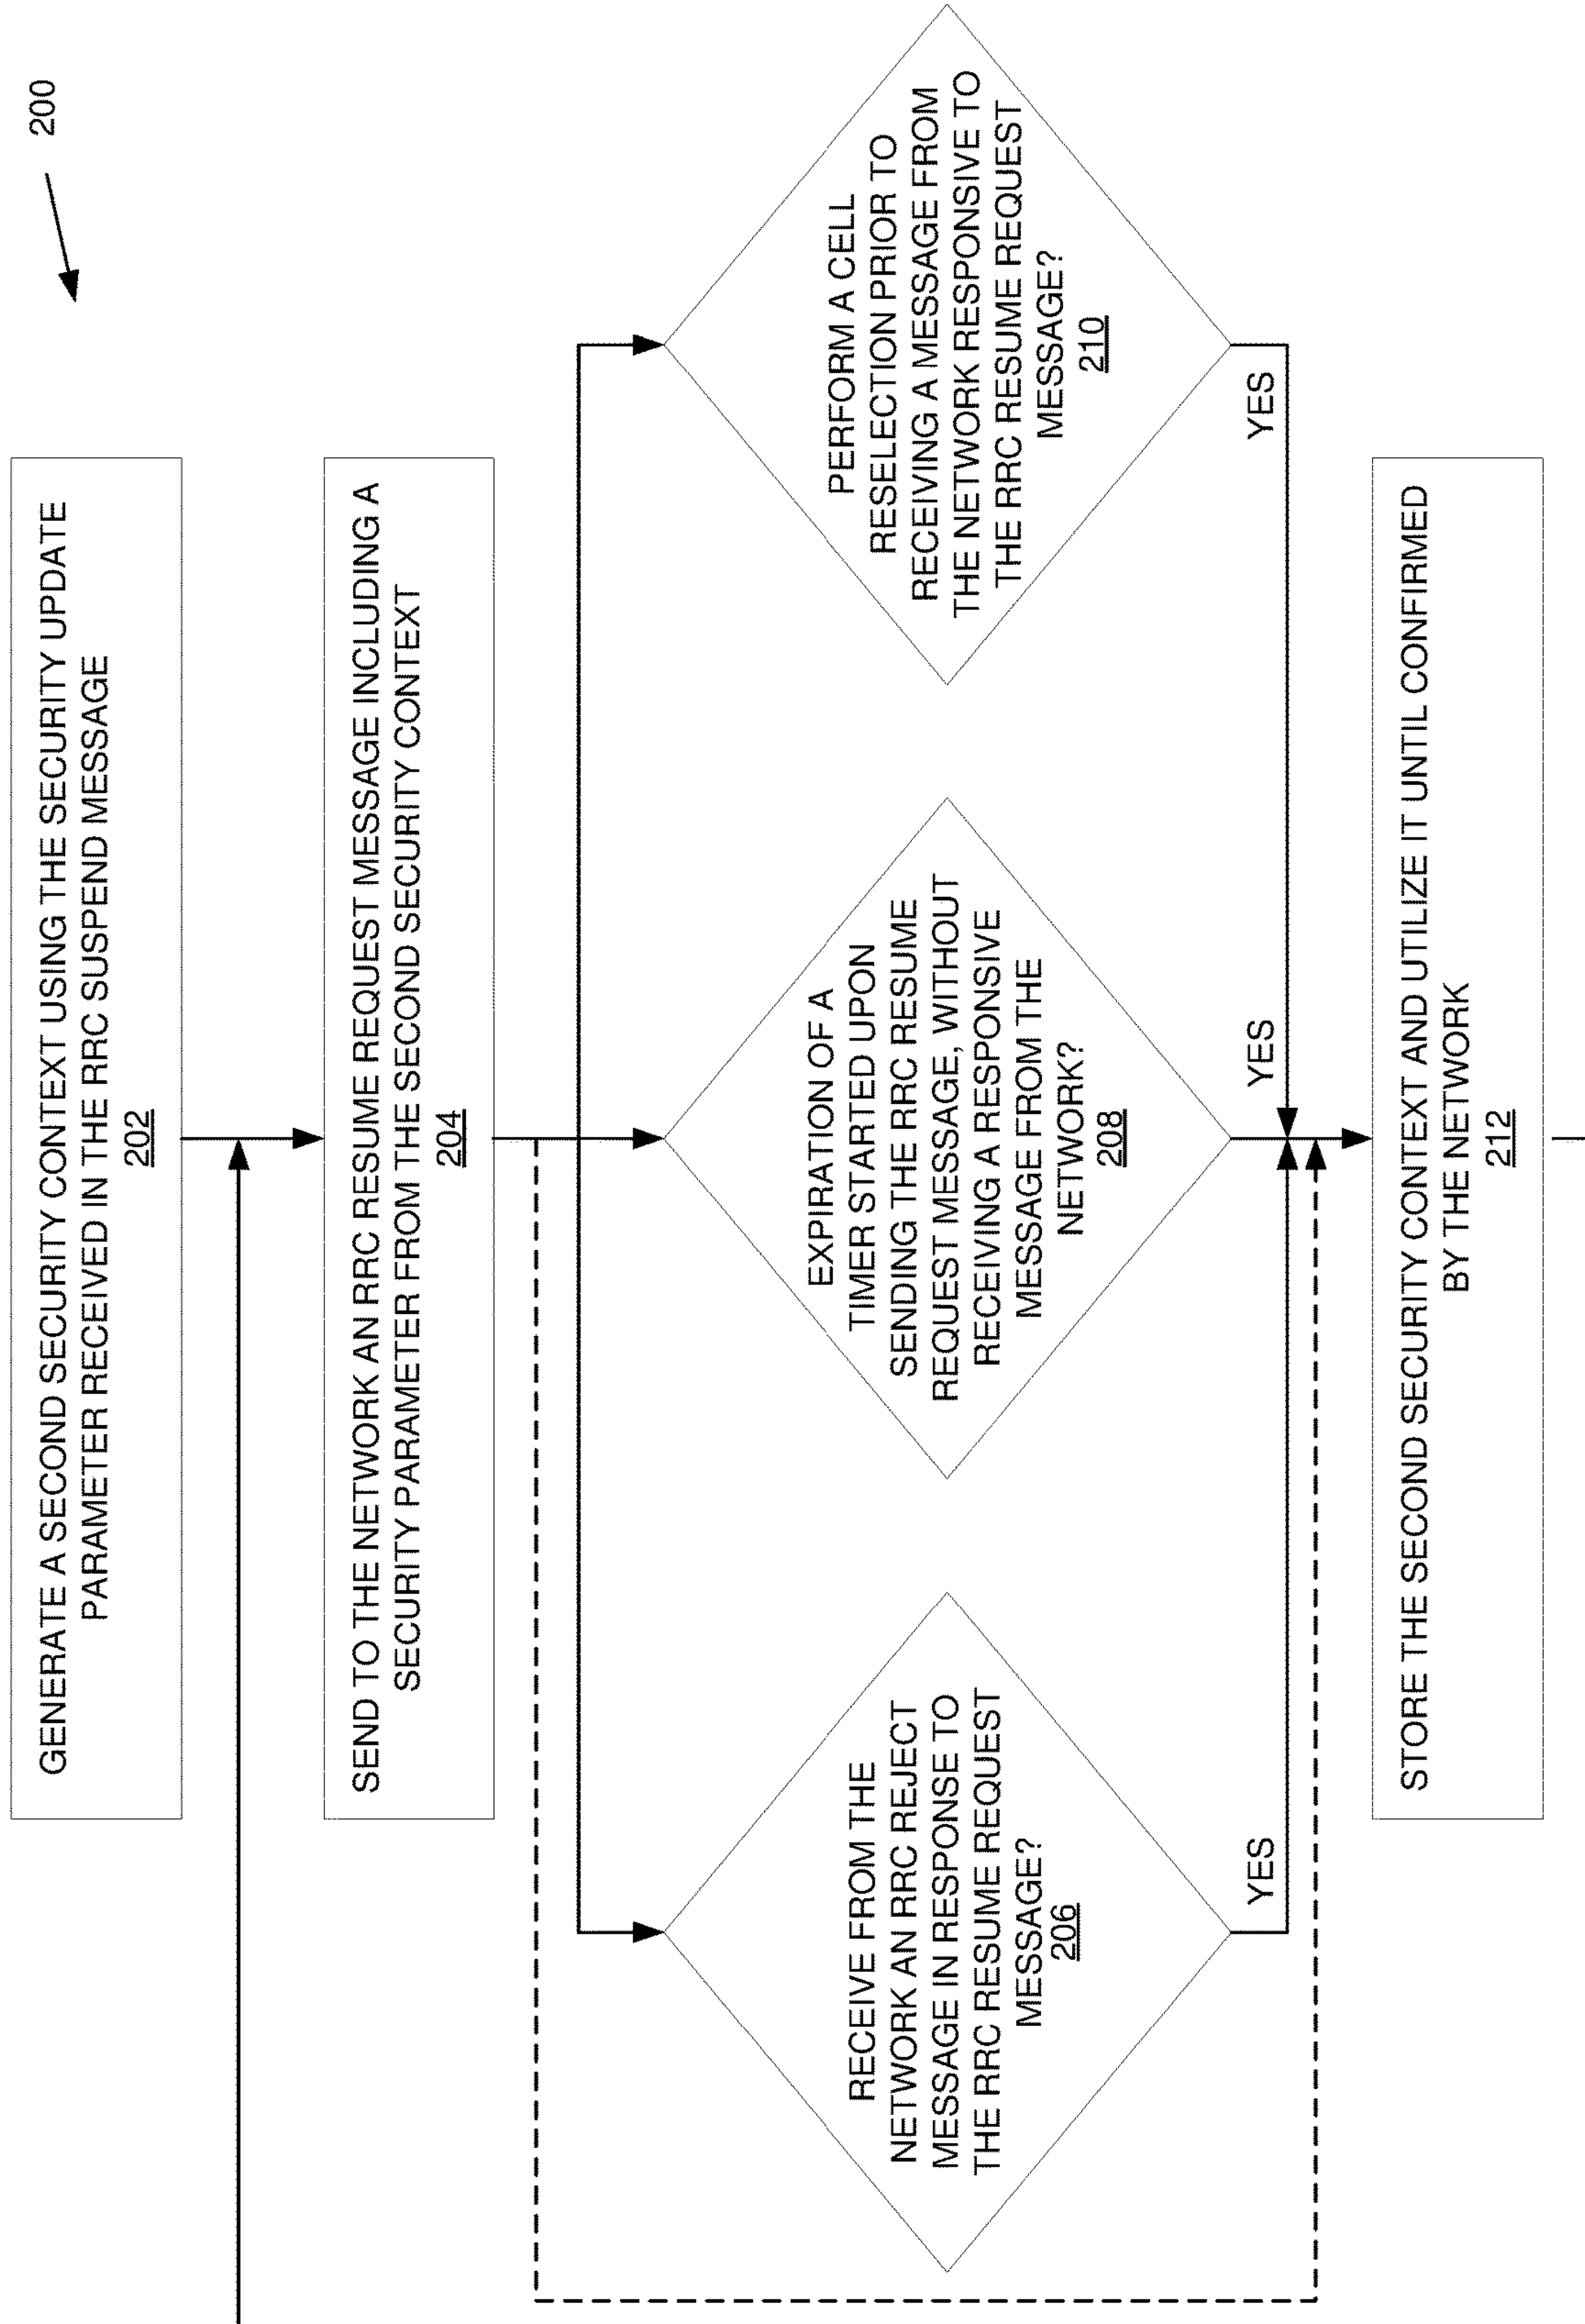 200
GENERATE A SECOND SECURITY CONTEXT USING THE SECURITY UPDATE
PARAMETER RECEIVED IN THE RRC SUSPEND MESSAGE
202
SEND TO THE NETWORK AN RRC RESUME REQUEST MESSAGE INCLUDING A
SECURITY PARAMETER FROM THE SECOND SECURITY CONTEXT
204
RECEIVE FROM THE
NETWORK AN RRC REJECT
MESSAGE IN RESPONSE TO
THE RRC RESUME REQUEST
MESSAGE?
206
YES
EXPIRATION OF A
TIMER STARTED UPON
SENDING THE RRC RESUME
REQUEST MESSAGE, WITHOUT
RECEIVING A RESPONSIVE
MESSAGE FROM THE
NETWORK?
208
YES
PERFORM A CELL
RESELECTION PRIOR TO
RECEIVING A MESSAGE FROM
THE NETWORK RESPONSIVE TO
THE RRC RESUME REQUEST
MESSAGE?
210
YES
STORE THE SECOND SECURITY CONTEXT AND UTILIZE IT UNTIL CONFIRMED
BY THE NETWORK
212